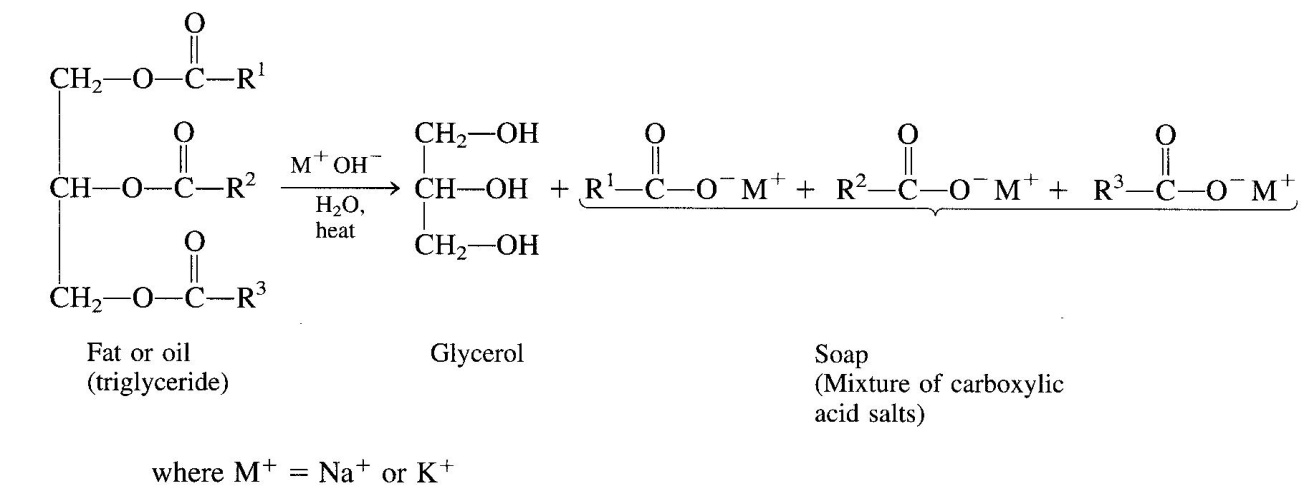 O
CH₂—O—C—R¹
O
CH—O—C—R²
O
CH₂—O—C—R³
M⁺ OH⁻
H₂O,
heat
CH₂—OH
CH—OH
CH₂—OH
+
O
R¹—C—O⁻ M⁺
+
O
R²—C—O⁻ M⁺
+
O
R³—C—O⁻ M⁺
Fat or oil
(triglyceride)
Glycerol
Soap
(Mixture of carboxylic
acid salts)
where M⁺ = Na⁺ or K⁺